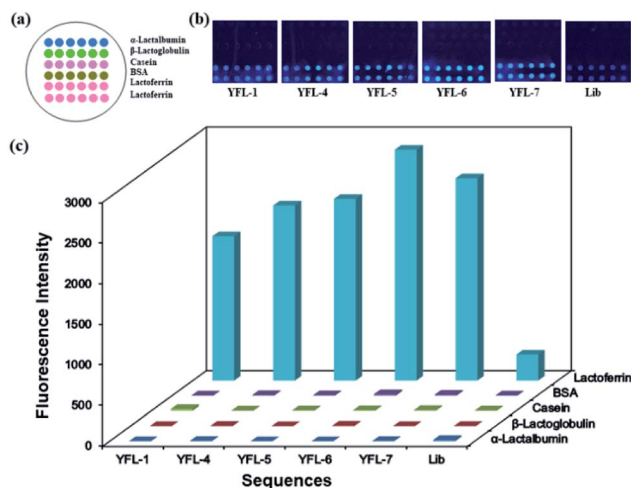 (a)
α-Lactalbumin
β-Lactoglobulin
Casein
BSA
Lactoferrin
Lactoferrin
(b)
YFL-1 YFL-4 YFL-5 YFL-6 YFL-7 Lib
(c)
Fluorescence Intensity
3000
2500
2000
1500
1000
500
0
Lactoferrin
BSA
Casein
β-Lactoglobulin
α-Lactalbumin
YFL-1 YFL-4 YFL-5 YFL-6 YFL-7 Lib
Sequences